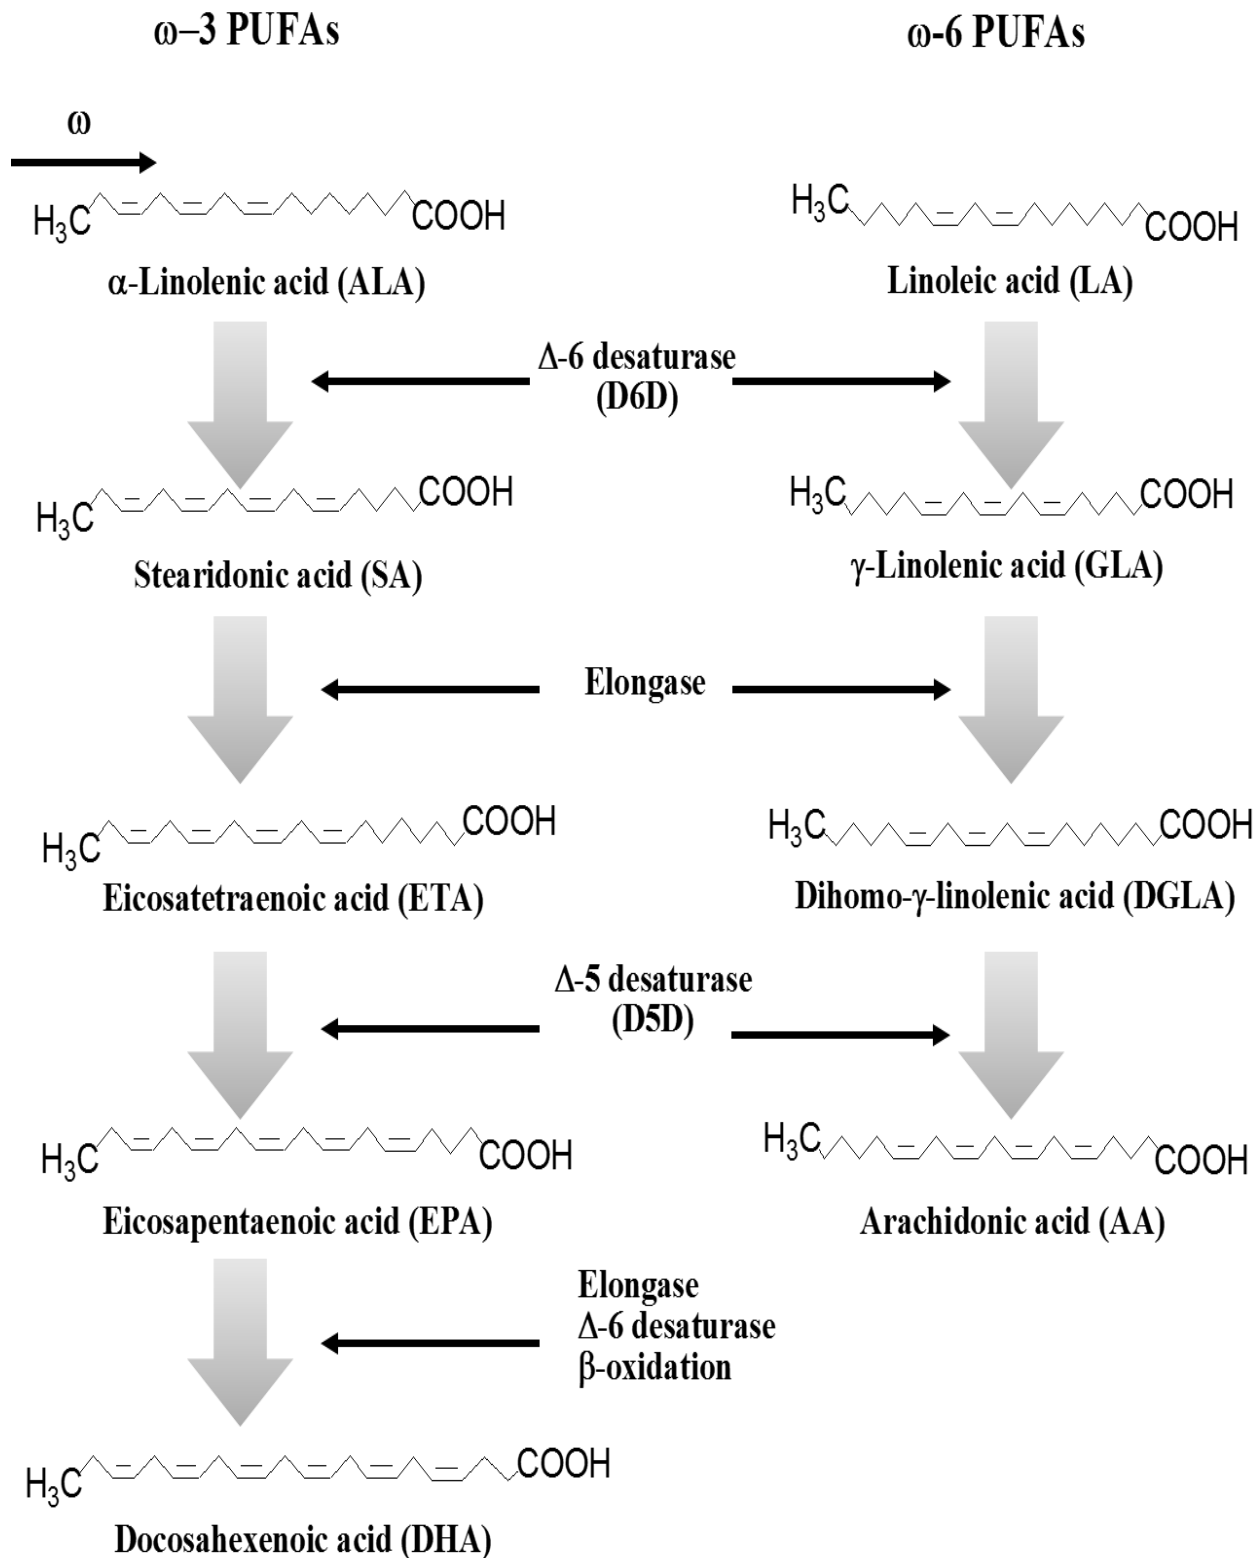 ω–3 PUFAs
ω-6 PUFAs
ω
H₃C COOH
H₃C COOH
α-Linolenic acid (ALA)
Linoleic acid (LA)
Δ-6 desaturase
(D6D)
H₃C COOH
H₃C COOH
Stearidonic acid (SA)
γ-Linolenic acid (GLA)
Elongase
H₃C COOH
H₃C COOH
Eicosatetraenoic acid (ETA)
Dihomo-γ-linolenic acid (DGLA)
Δ-5 desaturase
(D5D)
H₃C COOH
H₃C COOH
Eicosapentaenoic acid (EPA)
Arachidonic acid (AA)
Elongase
Δ-6 desaturase
β-oxidation
H₃C COOH
Docosahexenoic acid (DHA)